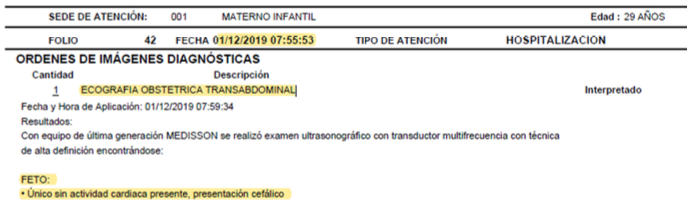 SEDE DE ATENCIÓN: 001 MATERNO INFANTIL Edad : 29 AÑOS
FOLIO 42 FECHA 01/12/2019 07:55:53 TIPO DE ATENCIÓN HOSPITALIZACION
ORDENES DE IMÁGENES DIAGNÓSTICAS
Cantidad Descripción
1 ECOGRAFIA OBSTETRICA TRANSABDOMINAL Interpretado
Fecha y Hora de Aplicación: 01/12/2019 07:59:34
Resultados:
Con equipo de última generación MEDISSON se realizó examen ultrasonográfico con transductor multifrecuencia con técnica
de alta definición encontrándose:
FETO:
• Único sin actividad cardiaca presente, presentación cefálico